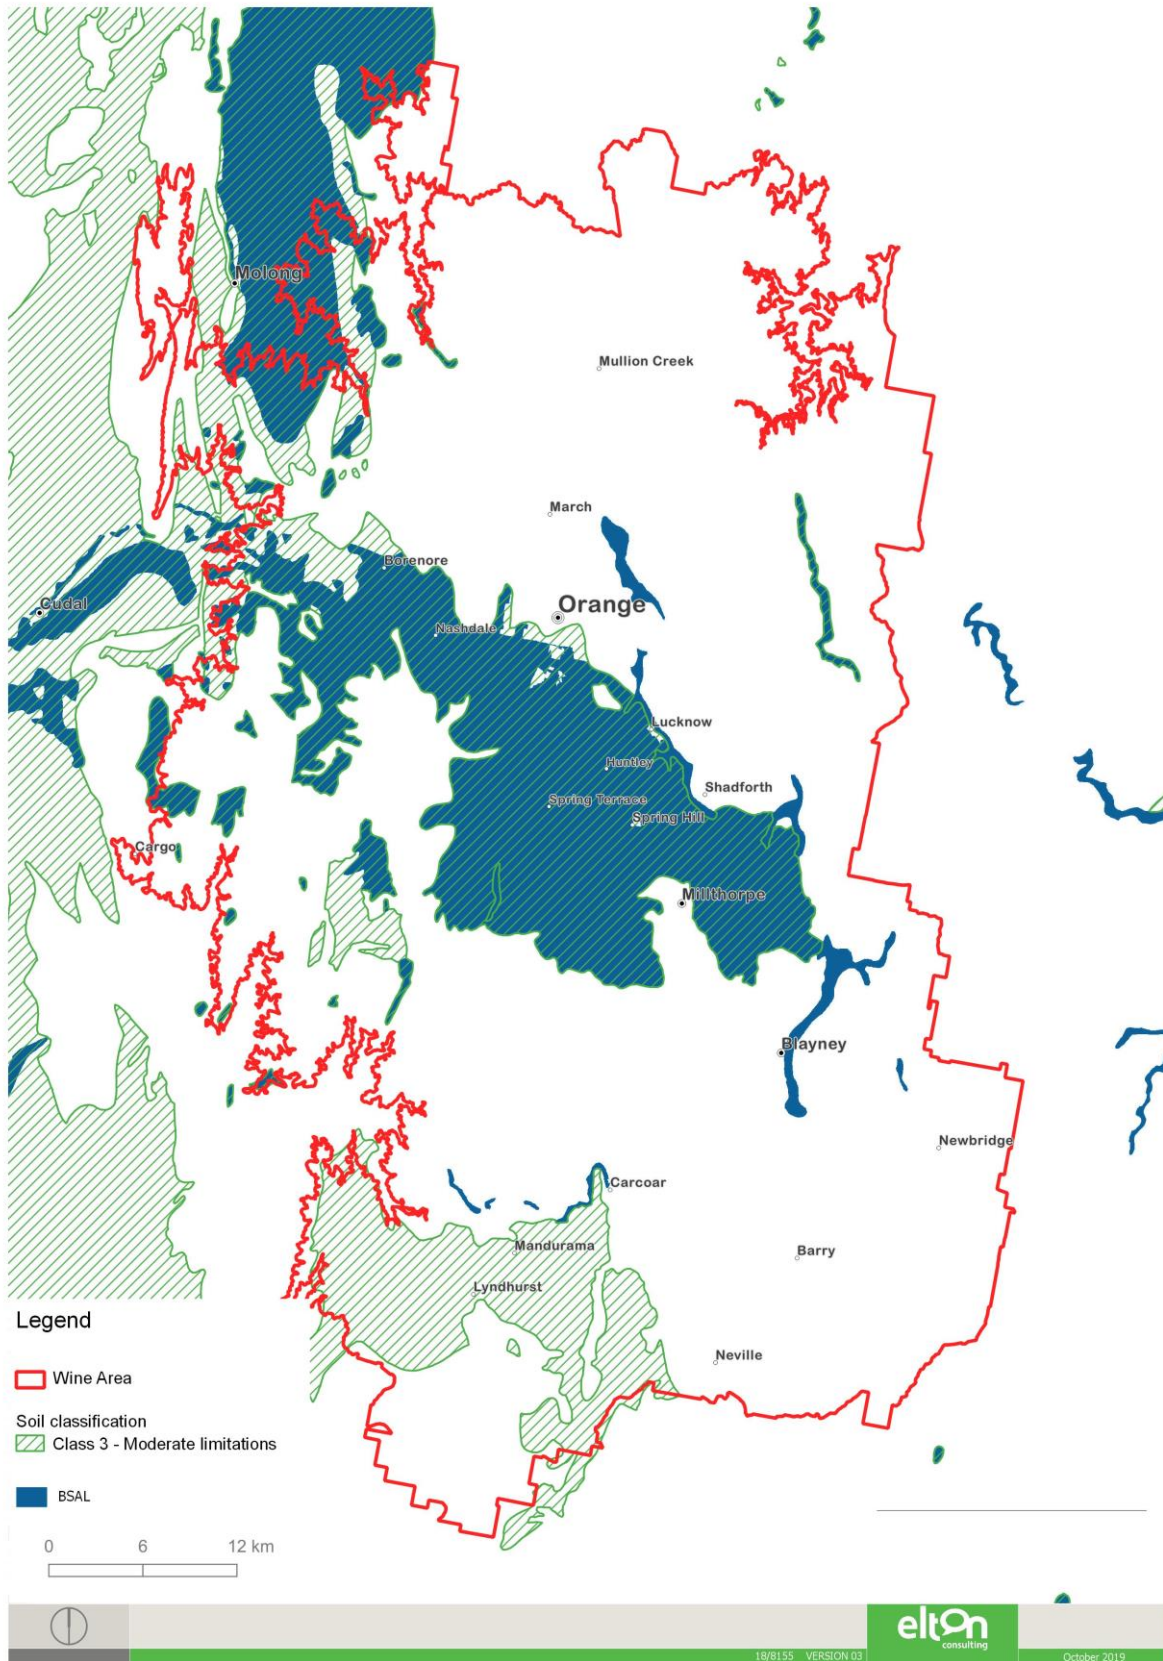 Molong
Mullion Creek
March
Borenore
Cudal
Orange
Nashdale
Lucknow
Huntley
Shadforth
Spring Terrace
Spring Hill
Cargo
Millthorpe
Blayney
Newbridge
Carcoar
Mandurama
Barry
Lyndhurst
Neville
Legend
Wine Area
Soil classification
Class 3 - Moderate limitations
BSAL
0 6 12 km
elton
consulting
18/8155 VERSION 03
October 2019